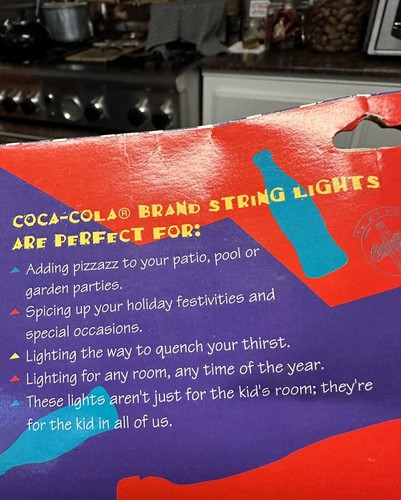 COCA-COLA® BRAND STRING LIGHTS
ARE PERFECT FOR:
Adding pizzazz to your patio, pool or
garden parties.
Spicing up your holiday festivities and
special occasions.
Lighting the way to quench your thirst.
Lighting for any room, any time of the year.
These lights aren't just for the kid's room; they're
for the kid in all of us.